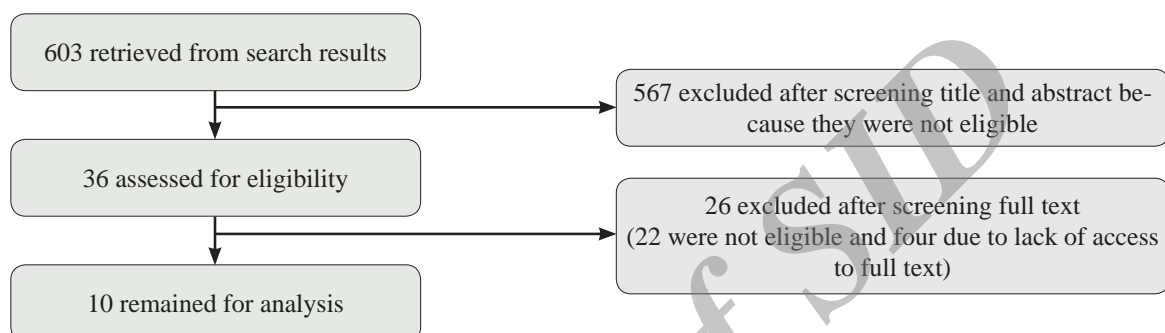 603 retrieved from search results
567 excluded after screening title and abstract be-
cause they were not eligible
36 assessed for eligibility
26 excluded after screening full text
(22 were not eligible and four due to lack of access
to full text)
10 remained for analysis
of SID